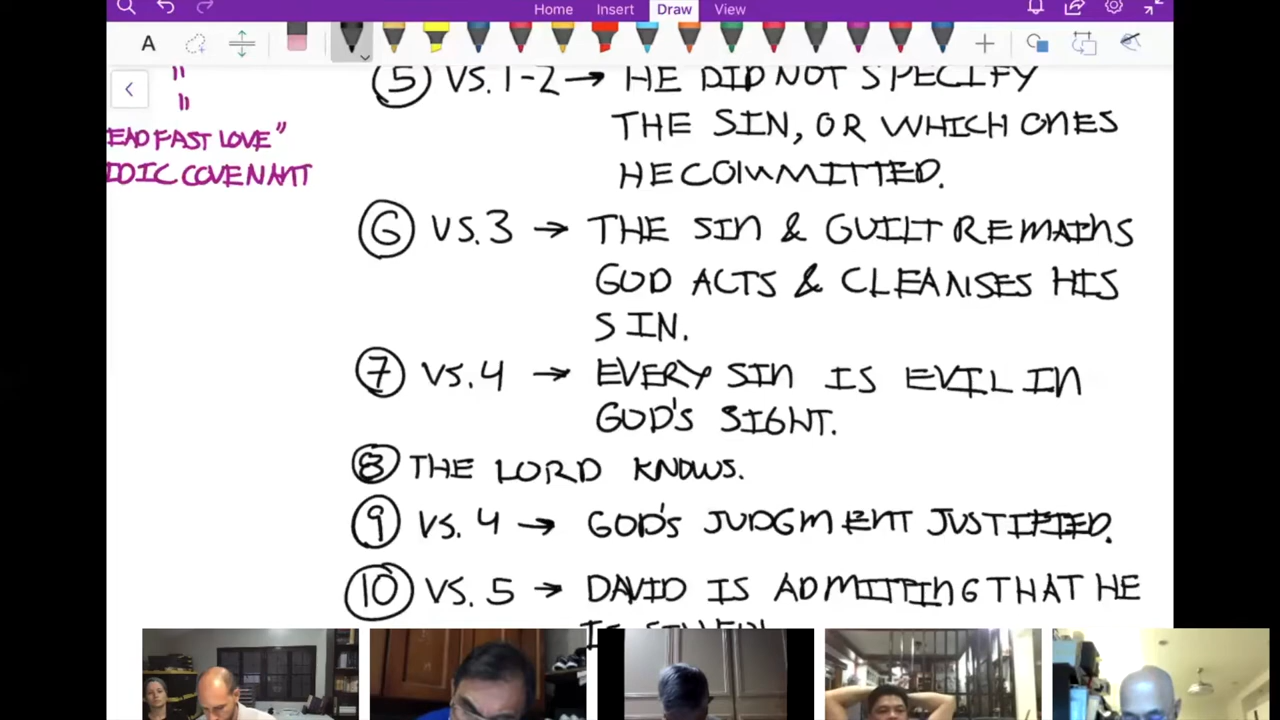 Home Insert Draw View
A
"
"
EADFAST LOVE"
DDIC COVENANT
5 VS. 1-2 → HE DID NOT SPECIFY
THE SIN, OR WHICH ONES
HE COMMITTED.
6 VS. 3 → THE SIN & GUILT REMAINS
GOD ACTS & CLEANSES HIS
SIN.
7 VS. 4 → EVERY SIN IS EVIL IN
GOD'S SIGHT.
8 THE LORD KNOWS.
9 VS. 4 → GOD'S JUDGMENT JUSTIFIED.
10 VS. 5 → DAVID IS ADMITTING THAT HE